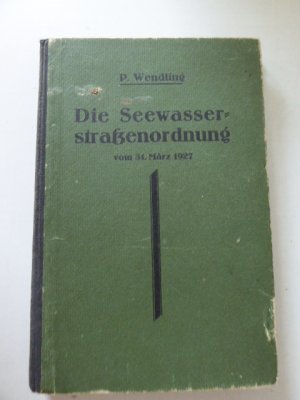 P. Wendling
Die Seewasser-
straßenordnung
vom 31. März 1927